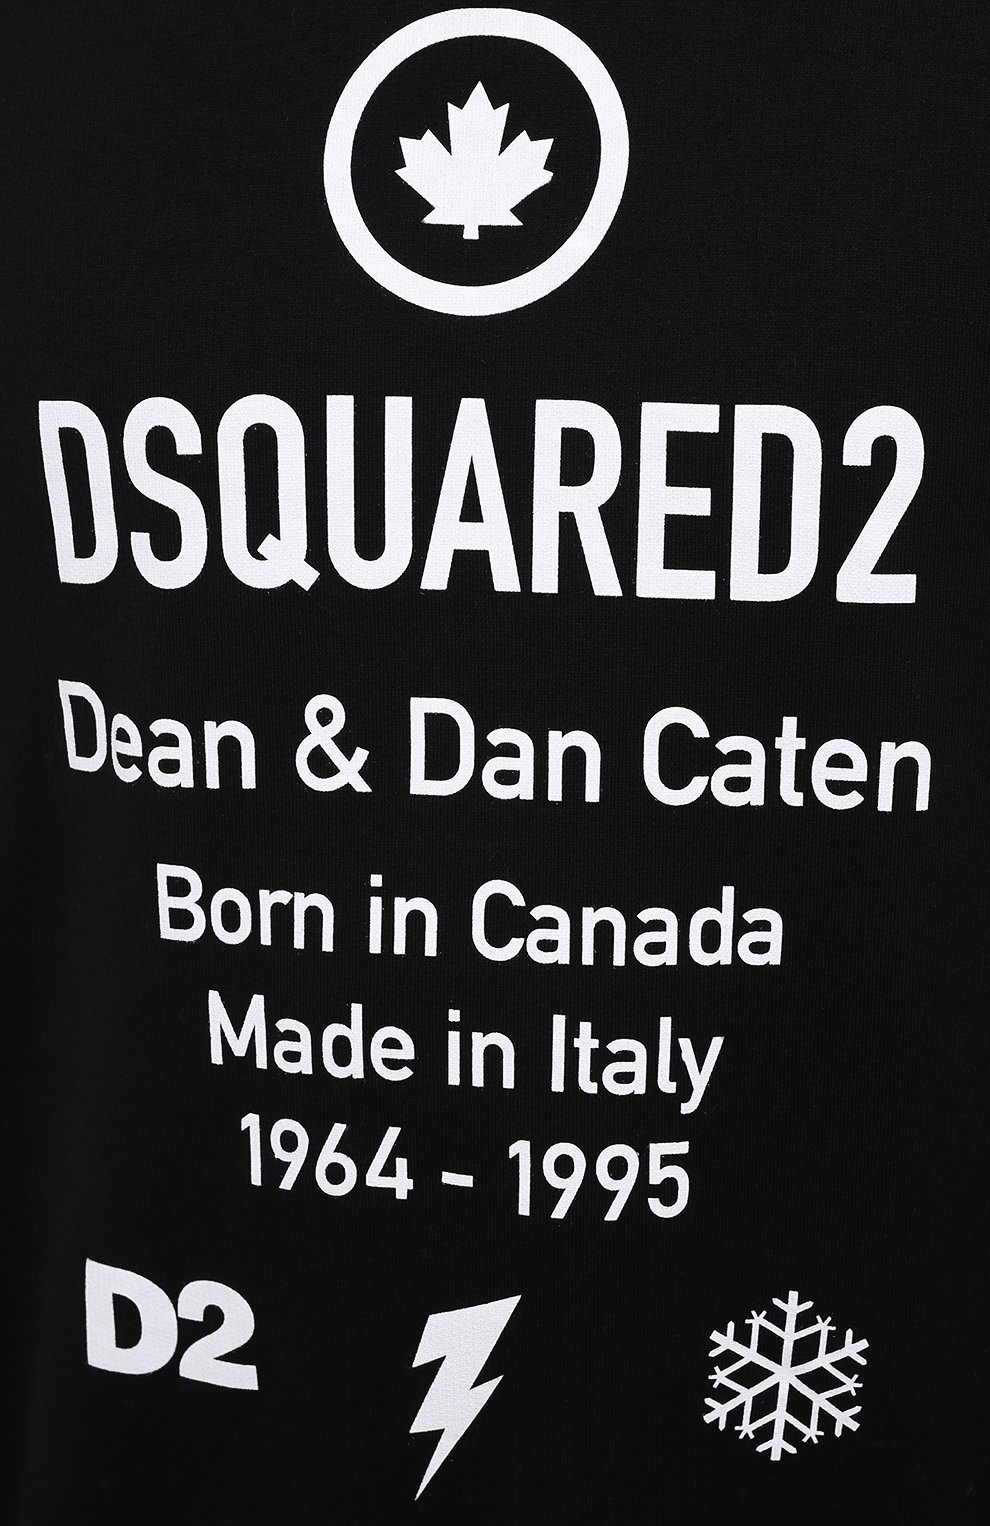 DSQUARED2
Dean & Dan Caten
Born in Canada
Made in Italy
1964 - 1995
D2